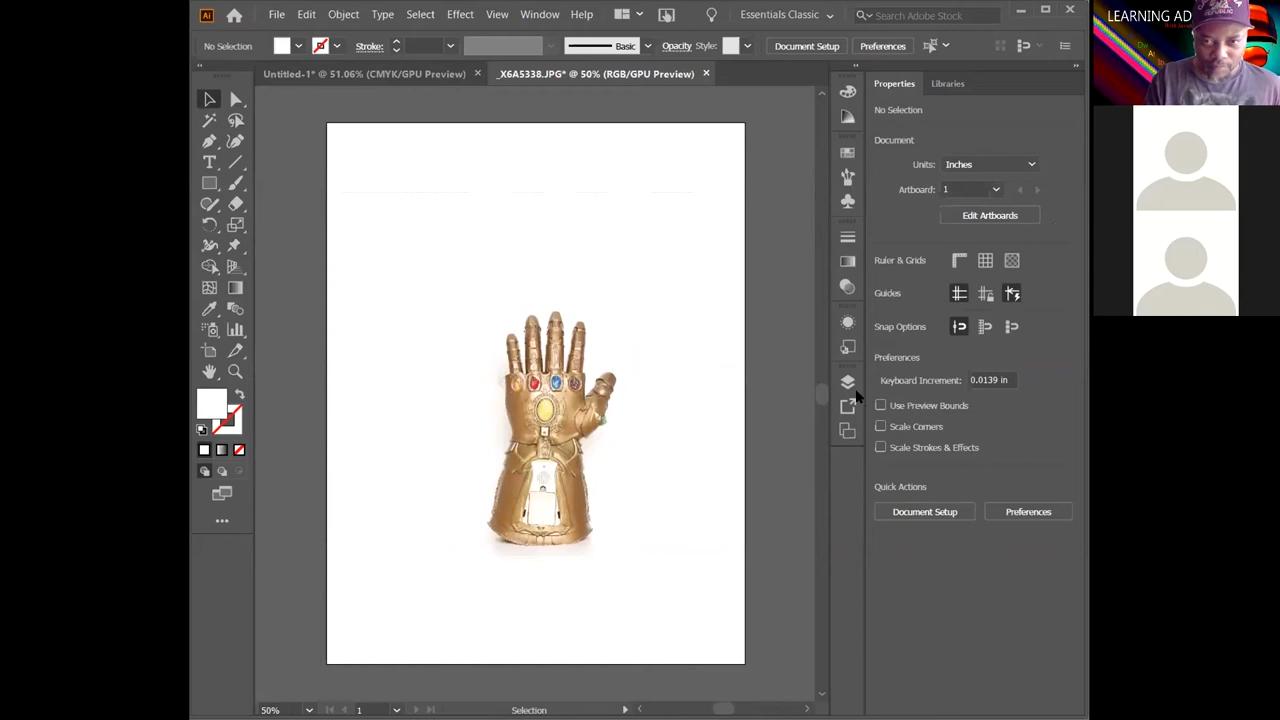 Ai File Edit Object Type Select Effect View Window Help Essentials Classic Search Adobe Stock
No Selection Stroke: Basic Opacity Style: Document Setup Preferences
Untitled-1* @ 51.06% (CMYK/GPU Preview) _X6A5338.JPG* @ 50% (RGB/GPU Preview)
Properties Libraries
No Selection
Document
Units: Inches
Artboard: 1
Edit Artboards
Ruler & Grids
Guides
Snap Options
Preferences
Keyboard Increment: 0.0139 in
Use Preview Bounds
Scale Corners
Scale Strokes & Effects
Quick Actions
Document Setup Preferences
50% 1 Selection
LEARNING AD